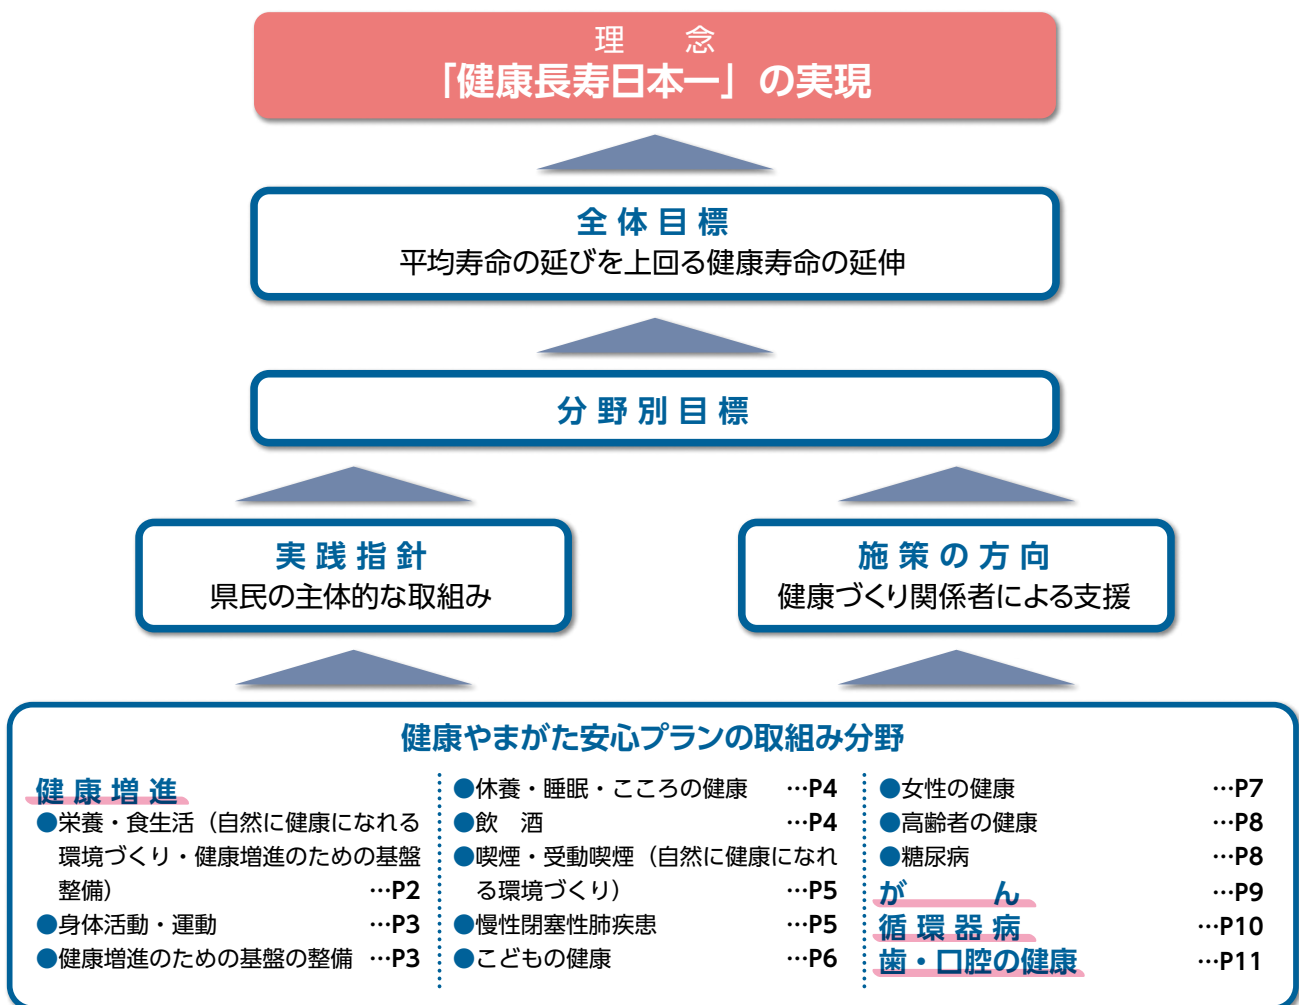 理　念
「健康長寿日本一」の実現
全体目標
平均寿命の延びを上回る健康寿命の延伸
分野別目標
実践指針
県民の主体的な取組み
施策の方向
健康づくり関係者による支援
健康やまがた安心プランの取組み分野
健康増進
●栄養・食生活（自然に健康になれる
環境づくり・健康増進のための基盤
整備）　…P2
●身体活動・運動　…P3
●健康増進のための基盤の整備　…P3
●休養・睡眠・こころの健康　…P4
●飲　酒　…P4
●喫煙・受動喫煙（自然に健康になれ
る環境づくり）　…P5
●慢性閉塞性肺疾患　…P5
●こどもの健康　…P6
●女性の健康　…P7
●高齢者の健康　…P8
●糖尿病　…P8
がん　…P9
循環器病　…P10
歯・口腔の健康　…P11